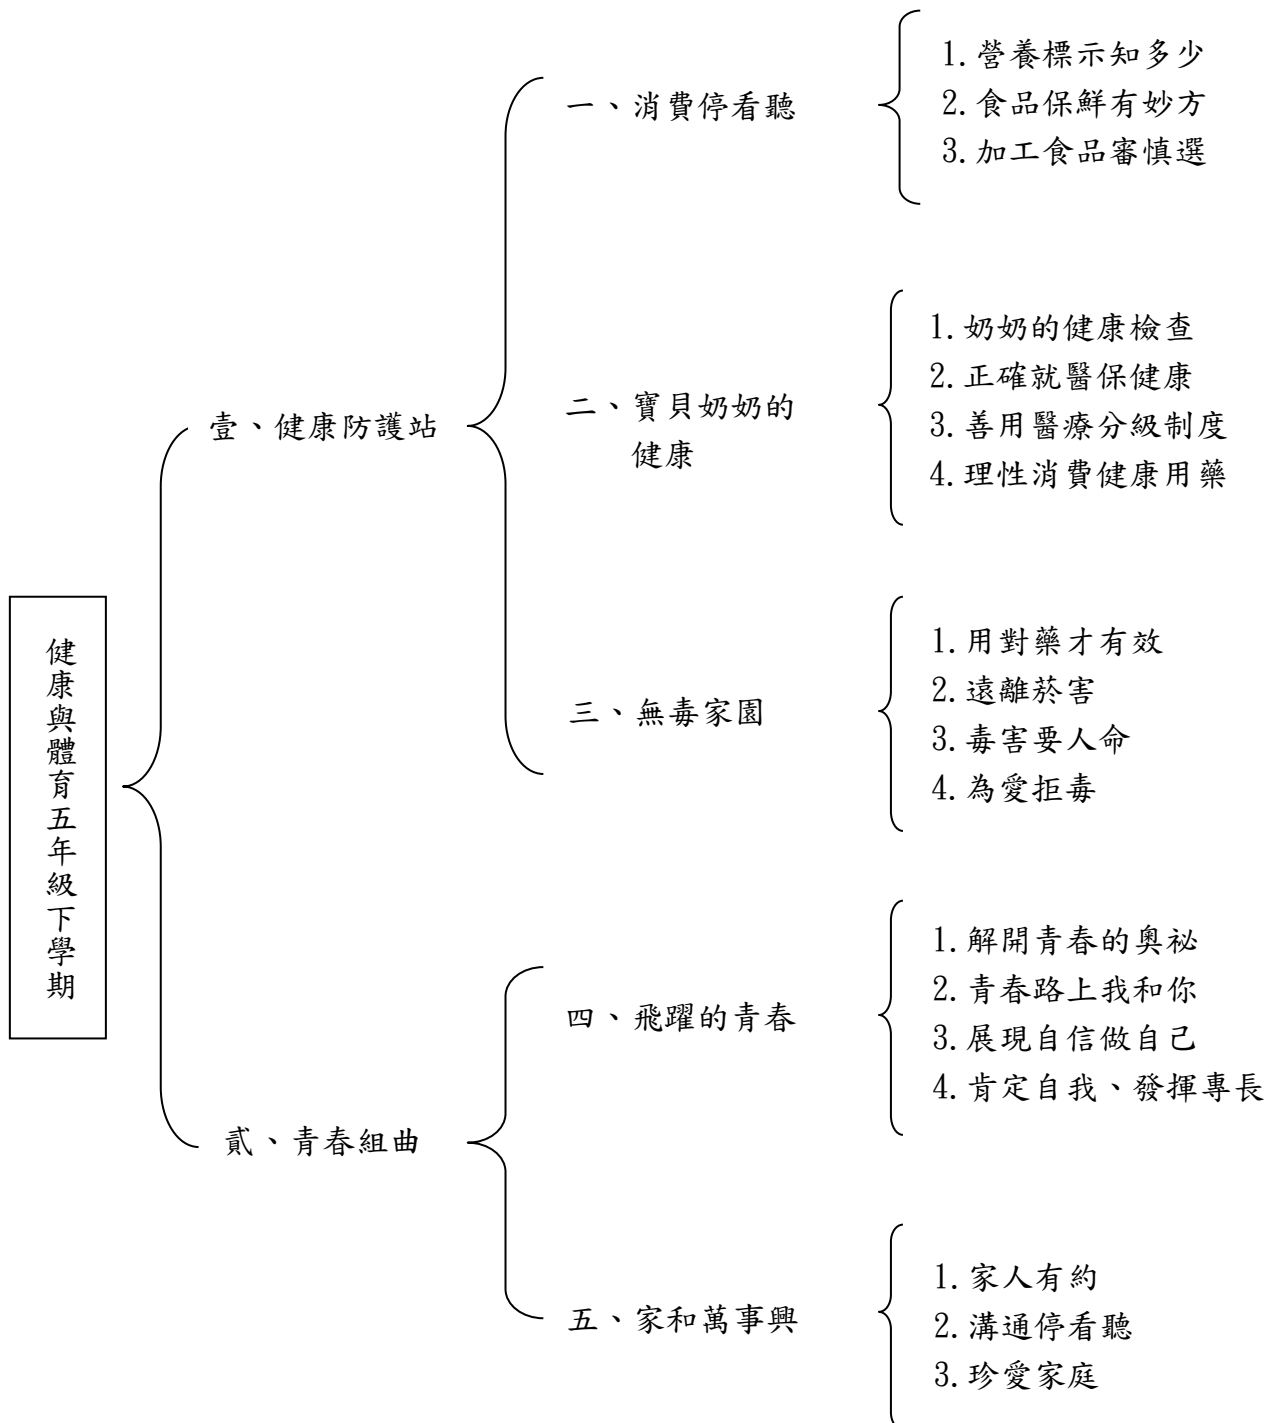 健康與體育五年級下學期
壹、健康防護站
一、消費停看聽
1.營養標示知多少
2.食品保鮮有妙方
3.加工食品審慎選
二、寶貝奶奶的
健康
1.奶奶的健康檢查
2.正確就醫保健康
3.善用醫療分級制度
4.理性消費健康用藥
三、無毒家園
1.用對藥才有效
2.遠離菸害
3.毒害要人命
4.為愛拒毒
貳、青春組曲
四、飛躍的青春
1.解開青春的奧祕
2.青春路上我和你
3.展現自信做自己
4.肯定自我、發揮專長
五、家和萬事興
1.家人有約
2.溝通停看聽
3.珍愛家庭